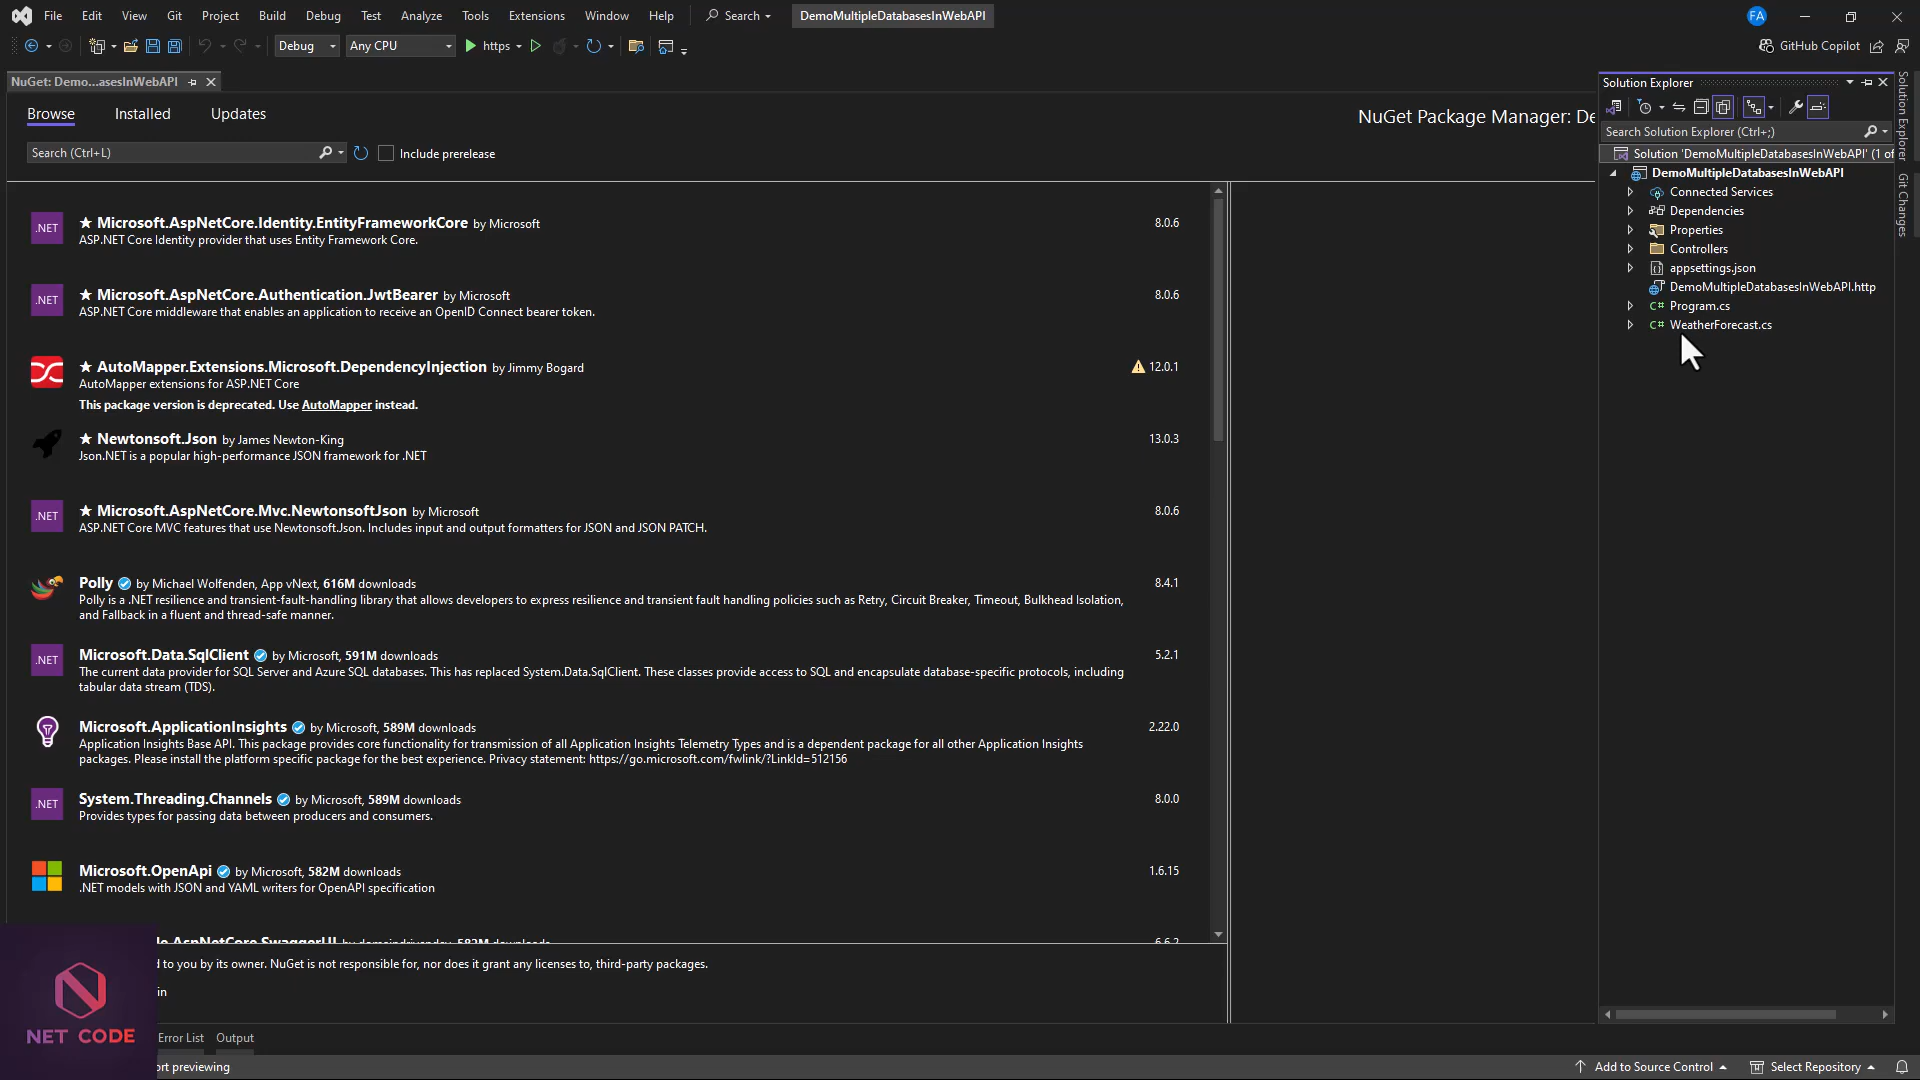 File Edit View Git Project Build Debug Test Analyze Tools Extensions Window Help Search DemoMultipleDatabasesInWebAPI FA
Debug Any CPU https GitHub Copilot
NuGet: Demo...asesInWebAPI
Browse Installed Updates
NuGet Package Manager: De
Search (Ctrl+L) Include prerelease
.NET Microsoft.AspNetCore.Identity.EntityFrameworkCore by Microsoft 8.0.6
ASP.NET Core Identity provider that uses Entity Framework Core.
.NET Microsoft.AspNetCore.Authentication.JwtBearer by Microsoft 8.0.6
ASP.NET Core middleware that enables an application to receive an OpenID Connect bearer token.
AutoMapper.Extensions.Microsoft.DependencyInjection by Jimmy Bogard 12.0.1
AutoMapper extensions for ASP.NET Core
This package version is deprecated. Use AutoMapper instead.
Newtonsoft.Json by James Newton-King 13.0.3
Json.NET is a popular high-performance JSON framework for .NET
.NET Microsoft.AspNetCore.Mvc.NewtonsoftJson by Microsoft 8.0.6
ASP.NET Core MVC features that use Newtonsoft.Json. Includes input and output formatters for JSON and JSON PATCH.
Polly by Michael Wolfenden, App vNext, 616M downloads 8.4.1
Polly is a .NET resilience and transient-fault-handling library that allows developers to express resilience and transient fault handling policies such as Retry, Circuit Breaker, Timeout, Bulkhead Isolation,
and Fallback in a fluent and thread-safe manner.
.NET Microsoft.Data.SqlClient by Microsoft, 591M downloads 5.2.1
The current data provider for SQL Server and Azure SQL databases. This has replaced System.Data.SqlClient. These classes provide access to SQL and encapsulate database-specific protocols, including
tabular data stream (TDS).
Microsoft.ApplicationInsights by Microsoft, 589M downloads 2.22.0
Application Insights Base API. This package provides core functionality for transmission of all Application Insights Telemetry Types and is a dependent package for all other Application Insights
packages. Please install the platform specific package for the best experience. Privacy statement: https://go.microsoft.com/fwlink/?LinkId=512156
.NET System.Threading.Channels by Microsoft, 589M downloads 8.0.0
Provides types for passing data between producers and consumers.
Microsoft.OpenApi by Microsoft, 582M downloads 1.6.15
.NET models with JSON and YAML writers for OpenAPI specification
AspNetCore.SwaggerUI by domaindrivendev, 582M downloads 6.6.2
d to you by its owner. NuGet is not responsible for, nor does it grant any licenses to, third-party packages.
in
NET CODE
Error List Output
ort previewing
Solution Explorer
Search Solution Explorer (Ctrl+;)
Solution 'DemoMultipleDatabasesInWebAPI' (1 of
DemoMultipleDatabasesInWebAPI
Connected Services
Dependencies
Properties
Controllers
appsettings.json
DemoMultipleDatabasesInWebAPI.http
C# Program.cs
C# WeatherForecast.cs
Solution Explorer
Git Changes
Add to Source Control Select Repository